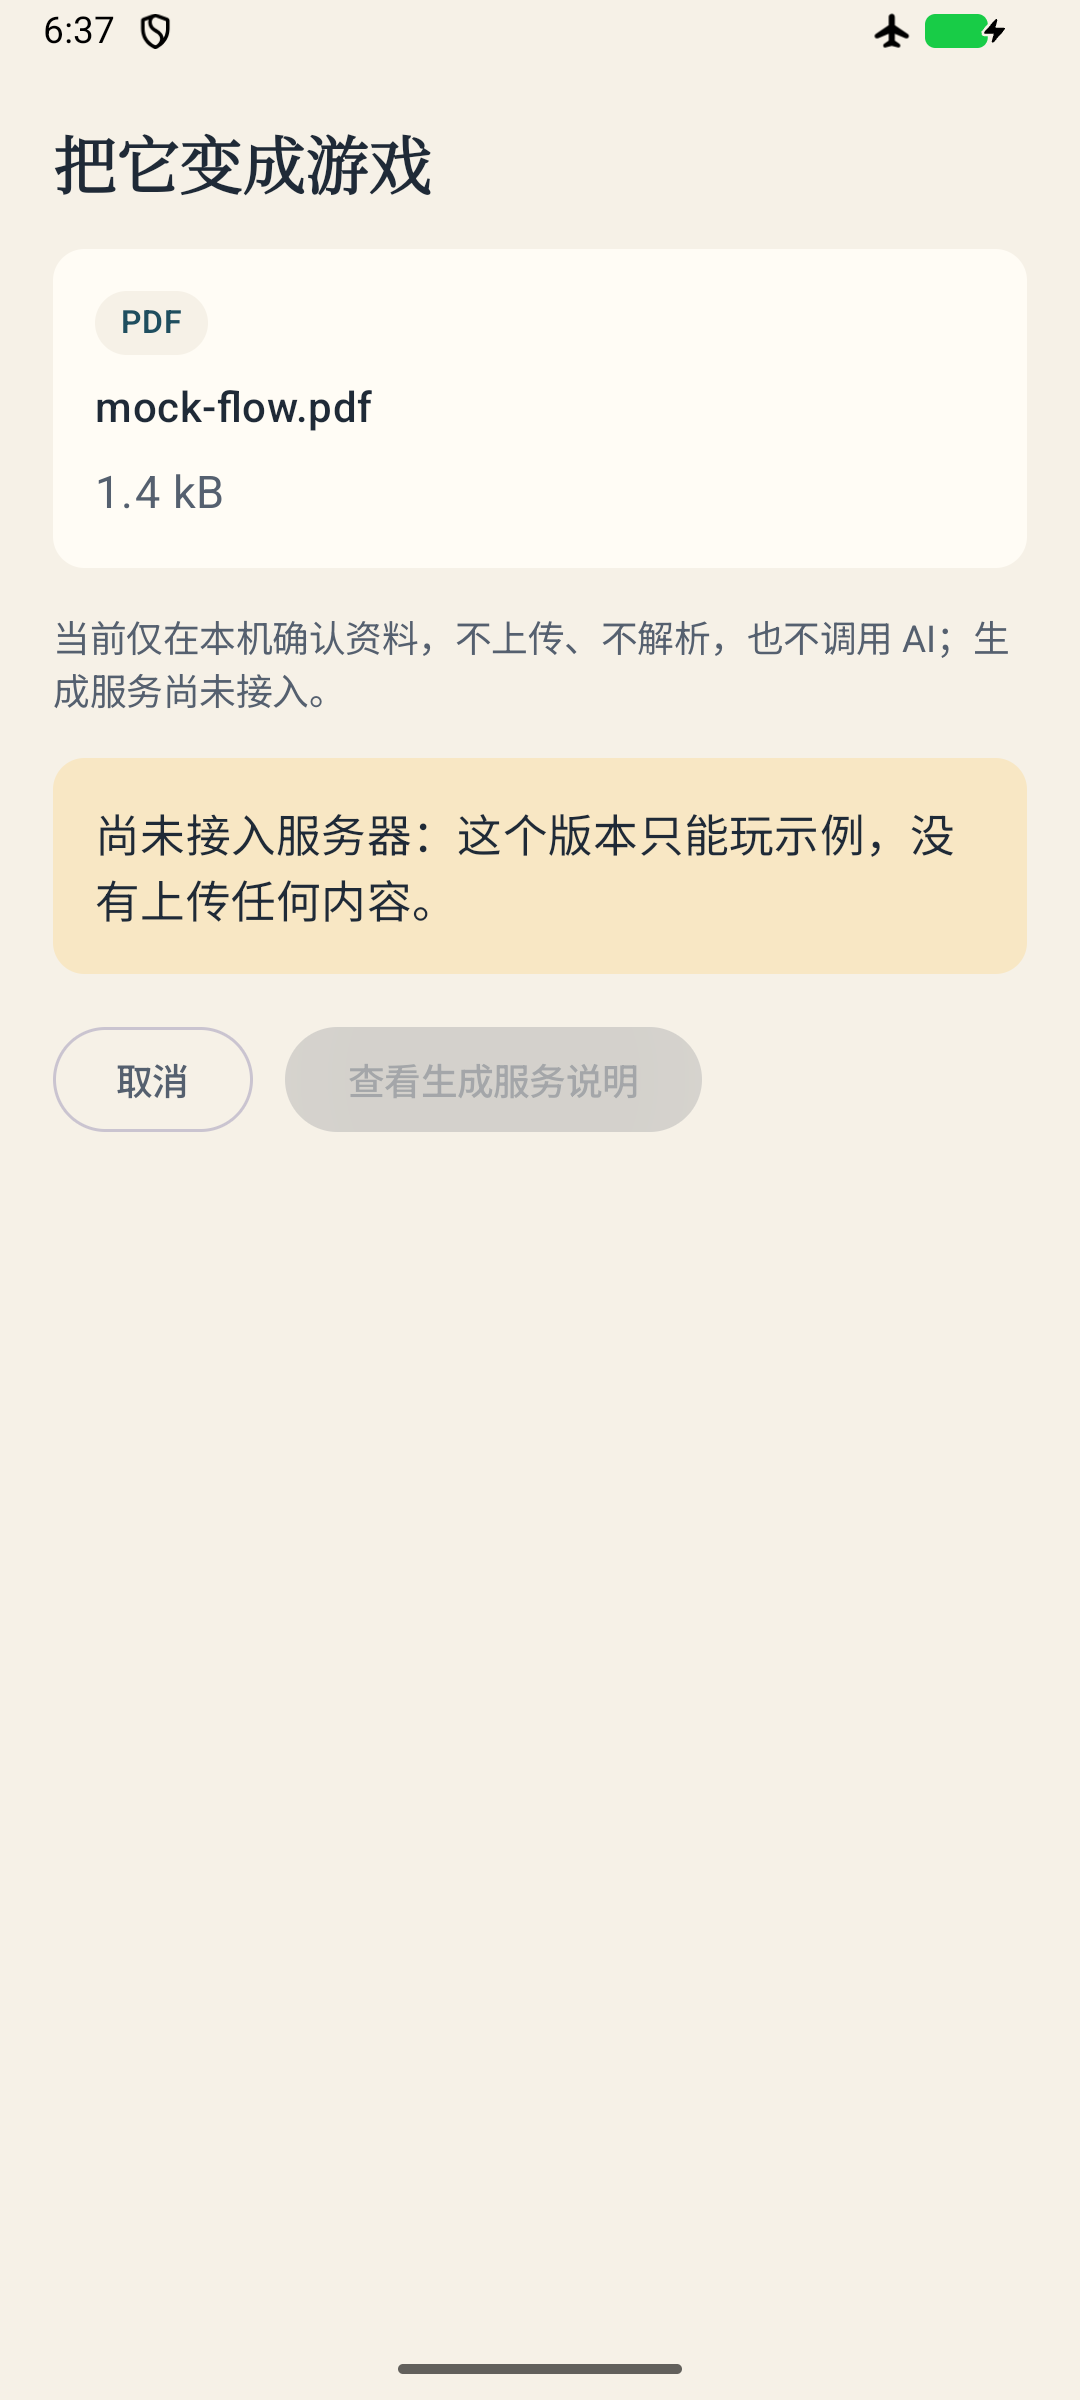 6:37
把它变成游戏
PDF
mock-flow.pdf
1.4 kB
当前仅在本机确认资料，不上传、不解析，也不调用 AI；生
成服务尚未接入。
尚未接入服务器：这个版本只能玩示例，没
有上传任何内容。
取消
查看生成服务说明